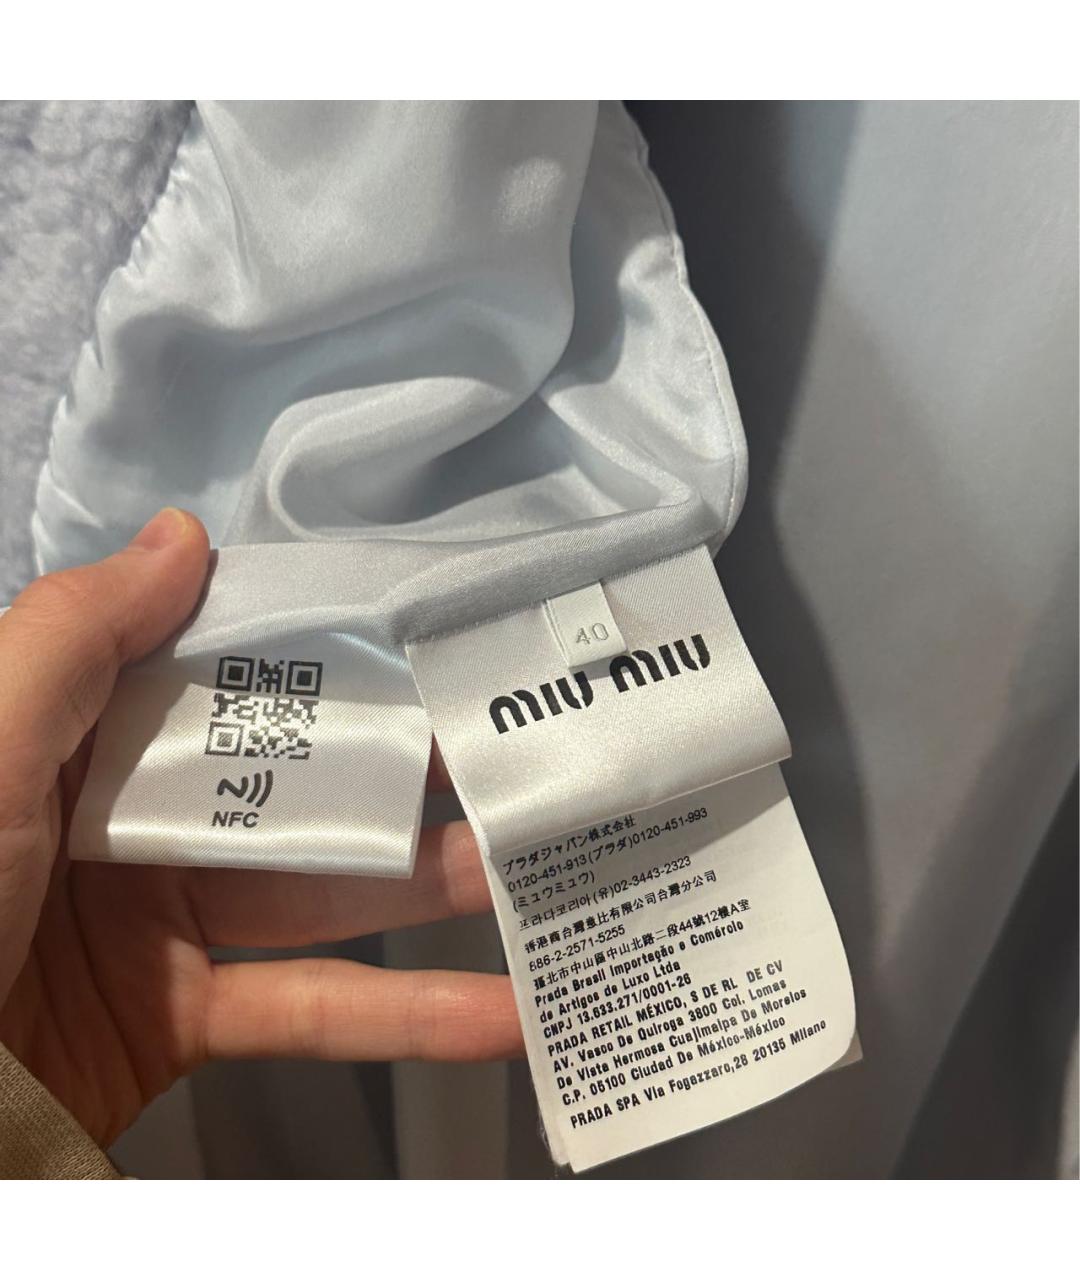 40
miu miu
NFC
プラダジャパン株式会社
0120-451-913(プラダ)0120-451-993
(ミュウミュウ)
프라다코리아(유)02-3443-2323
香港商台灣意比有限公司台灣分公司
886-2-2571-5255
臺北市中山區中山北路二段44號12樓A室
Prada Brasil Importação e Comérolo
de Artigos de Luxo Ltda
CNPJ 13.633.271/0001-26
PRADA RETAIL MÉXICO, S DE RL DE CV
AV. Vasco De Quiroga 3800 Col. Lomas
De Vista Hermosa Cuajimalpa De Morelos
C.P. 05100 Ciudad De México-México
PRADA SPA Via Fogazzaro,28 20135 Milano